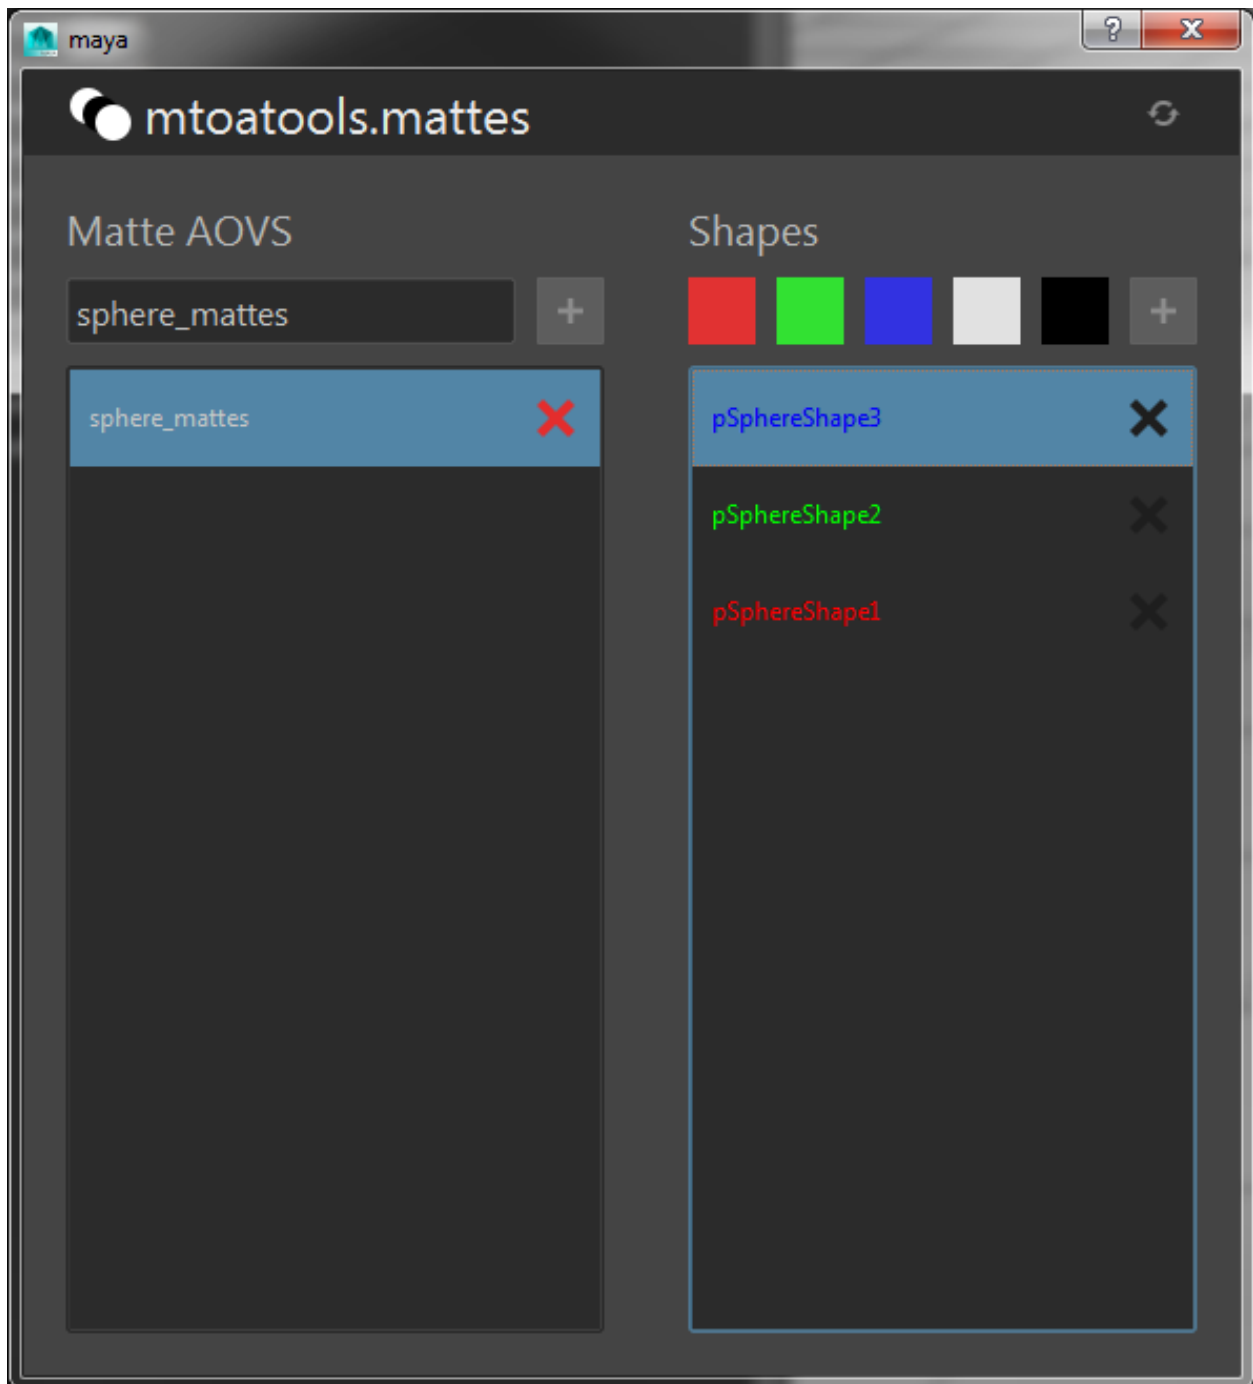 maya
mtoatools.mattes
Matte AOVS
sphere_mattes
sphere_mattes
Shapes
pSphereShape3
pSphereShape2
pSphereShape1